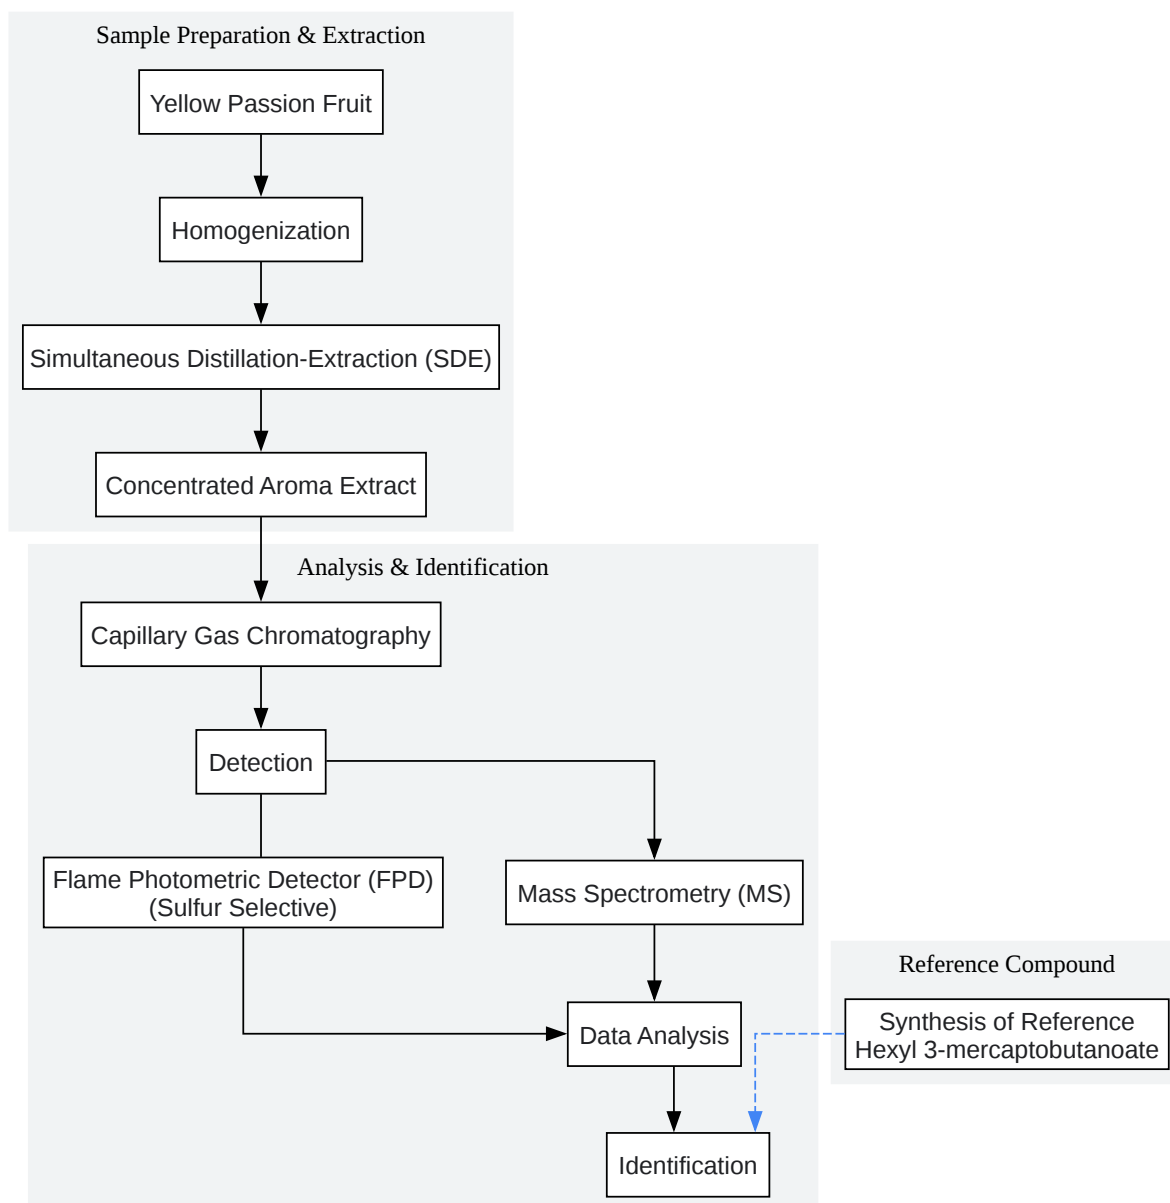 Sample Preparation & Extraction
Yellow Passion Fruit
Homogenization
Simultaneous Distillation-Extraction (SDE)
Concentrated Aroma Extract
Analysis & Identification
Capillary Gas Chromatography
Detection
Flame Photometric Detector (FPD)
(Sulfur Selective)
Mass Spectrometry (MS)
Reference Compound
Synthesis of Reference
Hexyl 3-mercaptobutanoate
Data Analysis
Identification